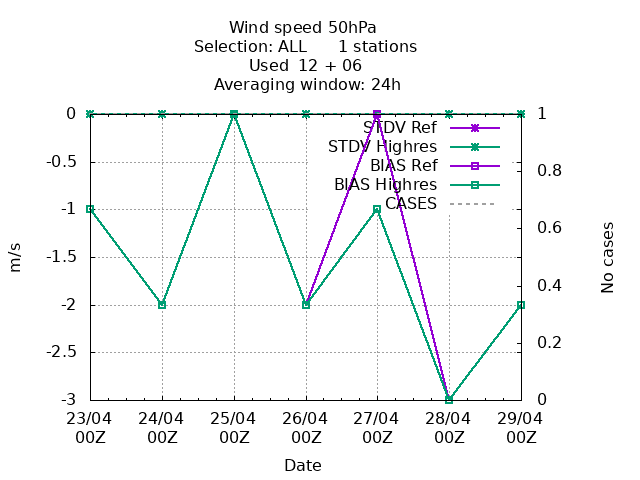 Wind speed 50hPa
Selection: ALL      1 stations
Used  12 + 06
Averaging window: 24h
0
-0.5
-1
-1.5
-2
-2.5
-3
1
0.8
0.6
0.4
0.2
0
STDV Ref
STDV Highres
BIAS Ref
BIAS Highres
CASES
m/s
No cases
23/04 24/04 25/04 26/04 27/04 28/04 29/04
00Z 00Z 00Z 00Z 00Z 00Z 00Z
Date